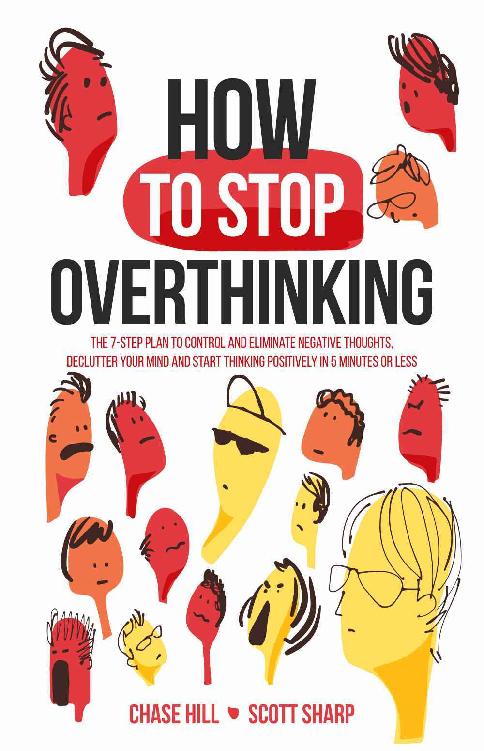 HOW
TO STOP
OVERTHINKING
THE 7-STEP PLAN TO CONTROL AND ELIMINATE NEGATIVE THOUGHTS,
DECLUTTER YOUR MIND AND START THINKING POSITIVELY IN 5 MINUTES OR LESS
CHASE HILL SCOTT SHARP